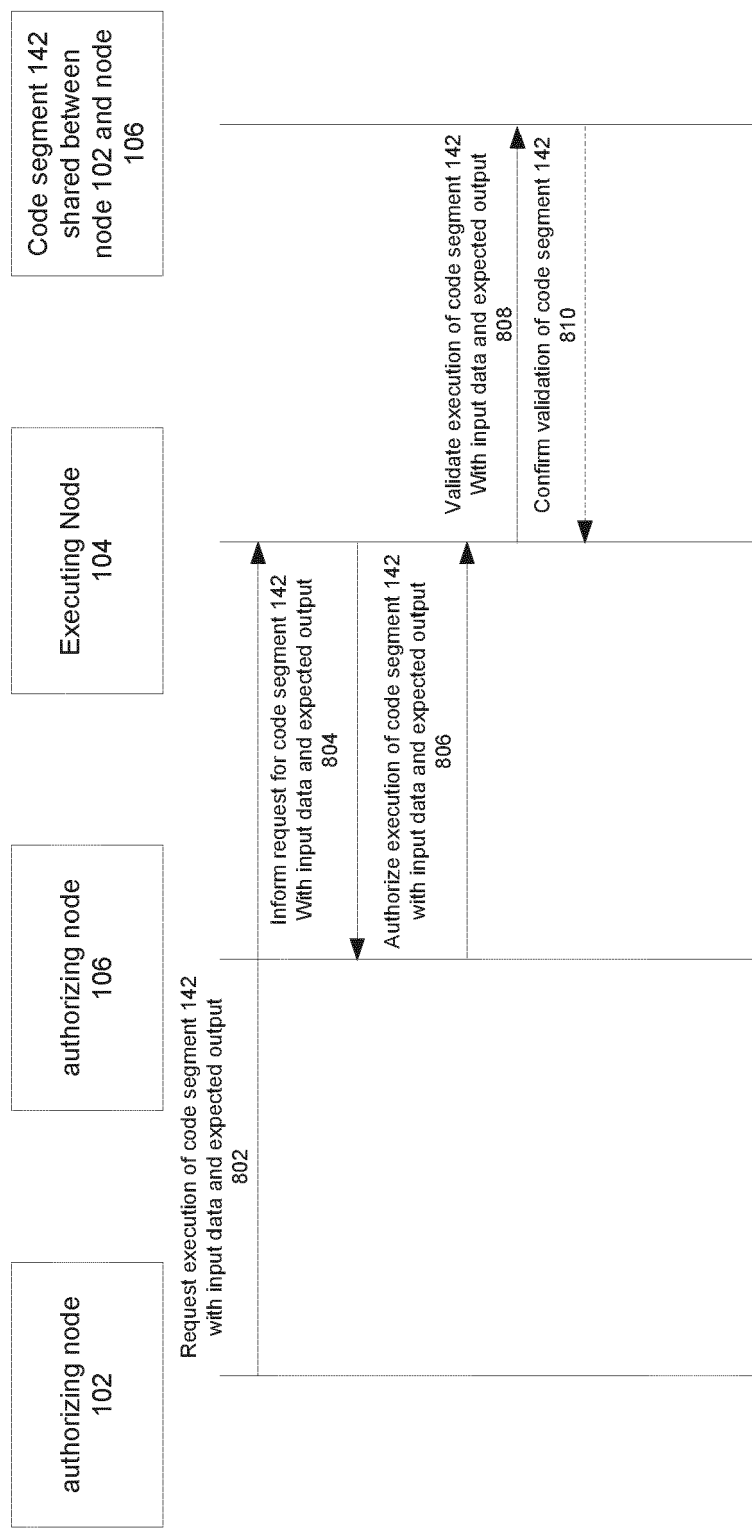 authorizing node
102
authorizing node
106
Executing Node
104
Code segment 142
shared between
node 102 and node
106
Request execution of code segment 142
with input data and expected output
802
Inform request for code segment 142
With input data and expected output
804
Authorize execution of code segment 142
with input data and expected output
806
Validate execution of code segment 142
With input data and expected output
808
Confirm validation of code segment 142
810